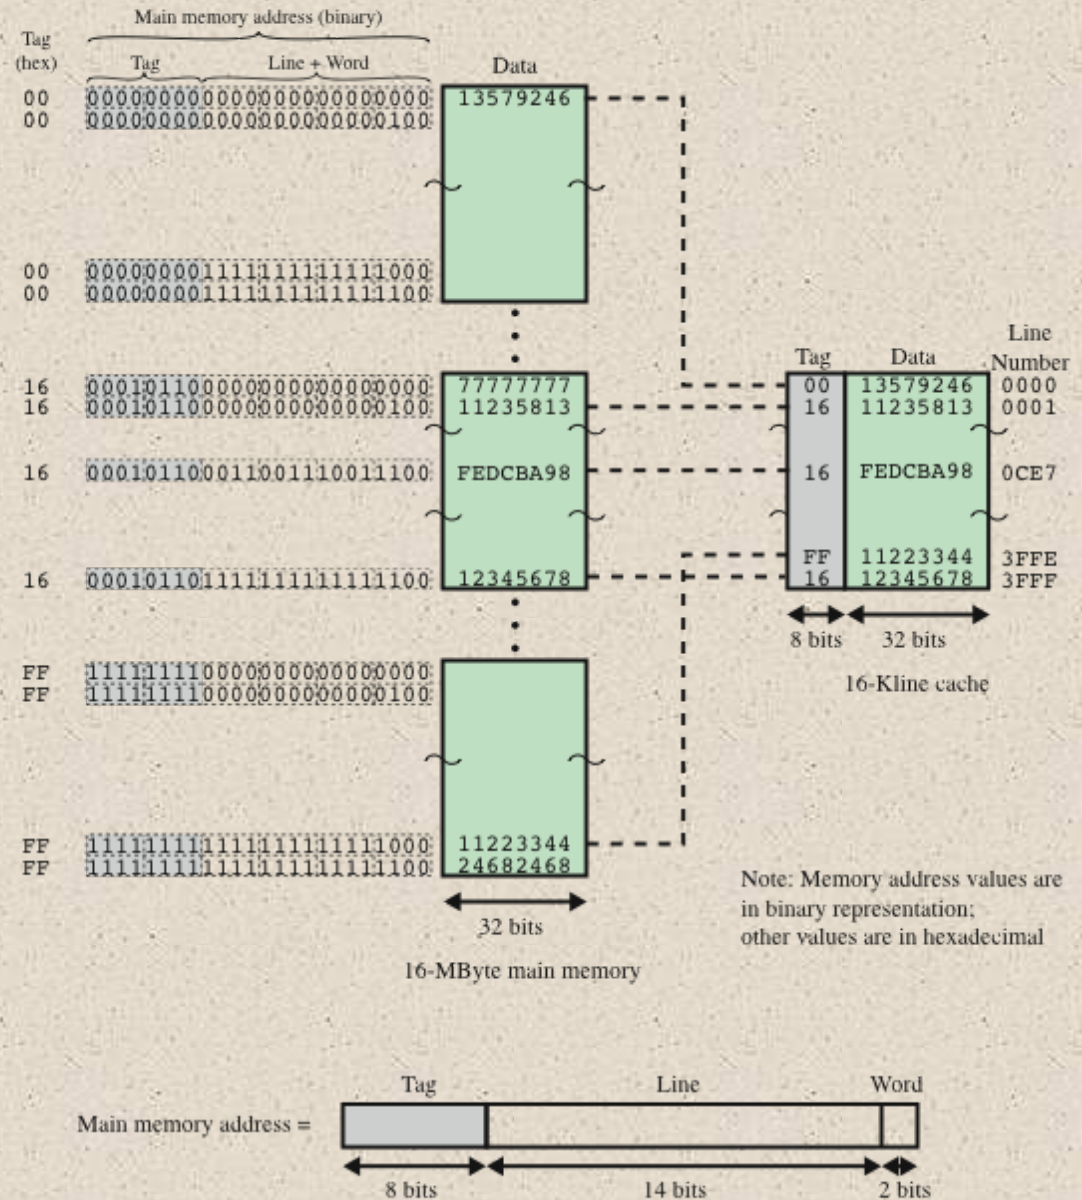 Main memory address (binary)
Tag
(hex)
Tag
Line + Word
Data
00 000000000000000000000000 13579246
00 000000000000000000000100
00 000000001111111111111000
00 000000001111111111111100
Line
Tag Data Number
16 000101100000000000000000 77777777
16 000101100000000000000100 11235813
16 000101100011001110011100 FEDCBA98
16 000101101111111111111100 12345678
00 13579246 0000
16 11235813 0001
16 FEDCBA98 0CE7
FF 11223344 3FFE
16 12345678 3FFF
8 bits 32 bits
16-Kline cache
FF 111111110000000000000000
FF 111111110000000000000100
FF 111111111111111111111000 11223344
FF 111111111111111111111100 24682468
32 bits
16-MByte main memory
Note: Memory address values are
in binary representation;
other values are in hexadecimal
Tag Line Word
Main memory address =
8 bits 14 bits 2 bits